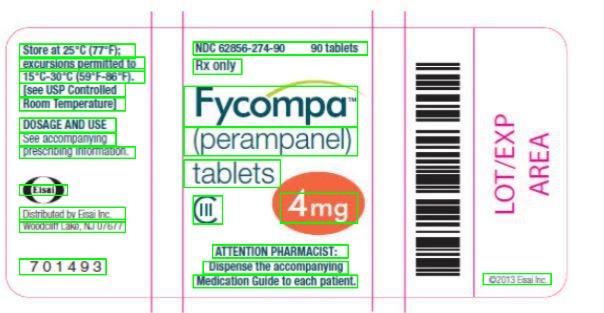 Store at 25°C (77°F);
excursions permitted to
15°C-30°C (59°F-86°F).
[see USP Controlled
Room Temperature]
DOSAGE AND USE
See accompanying
prescribing information.
Eisai
Distributed by Eisai Inc.
Woodcliff Lake, NJ 07677
701493
NDC 62856-274-90 90 tablets
Rx only
Fycompa™
(perampanel)
tablets
CIII
4 mg
ATTENTION PHARMACIST:
Dispense the accompanying
Medication Guide to each patient.
LOT/EXP
AREA
©2013 Eisai Inc.